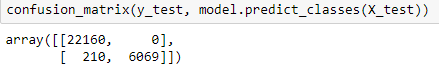 confusion_matrix(y_test, model.predict_classes(X_test))
array([[22160,     0],
       [  210,  6069]])